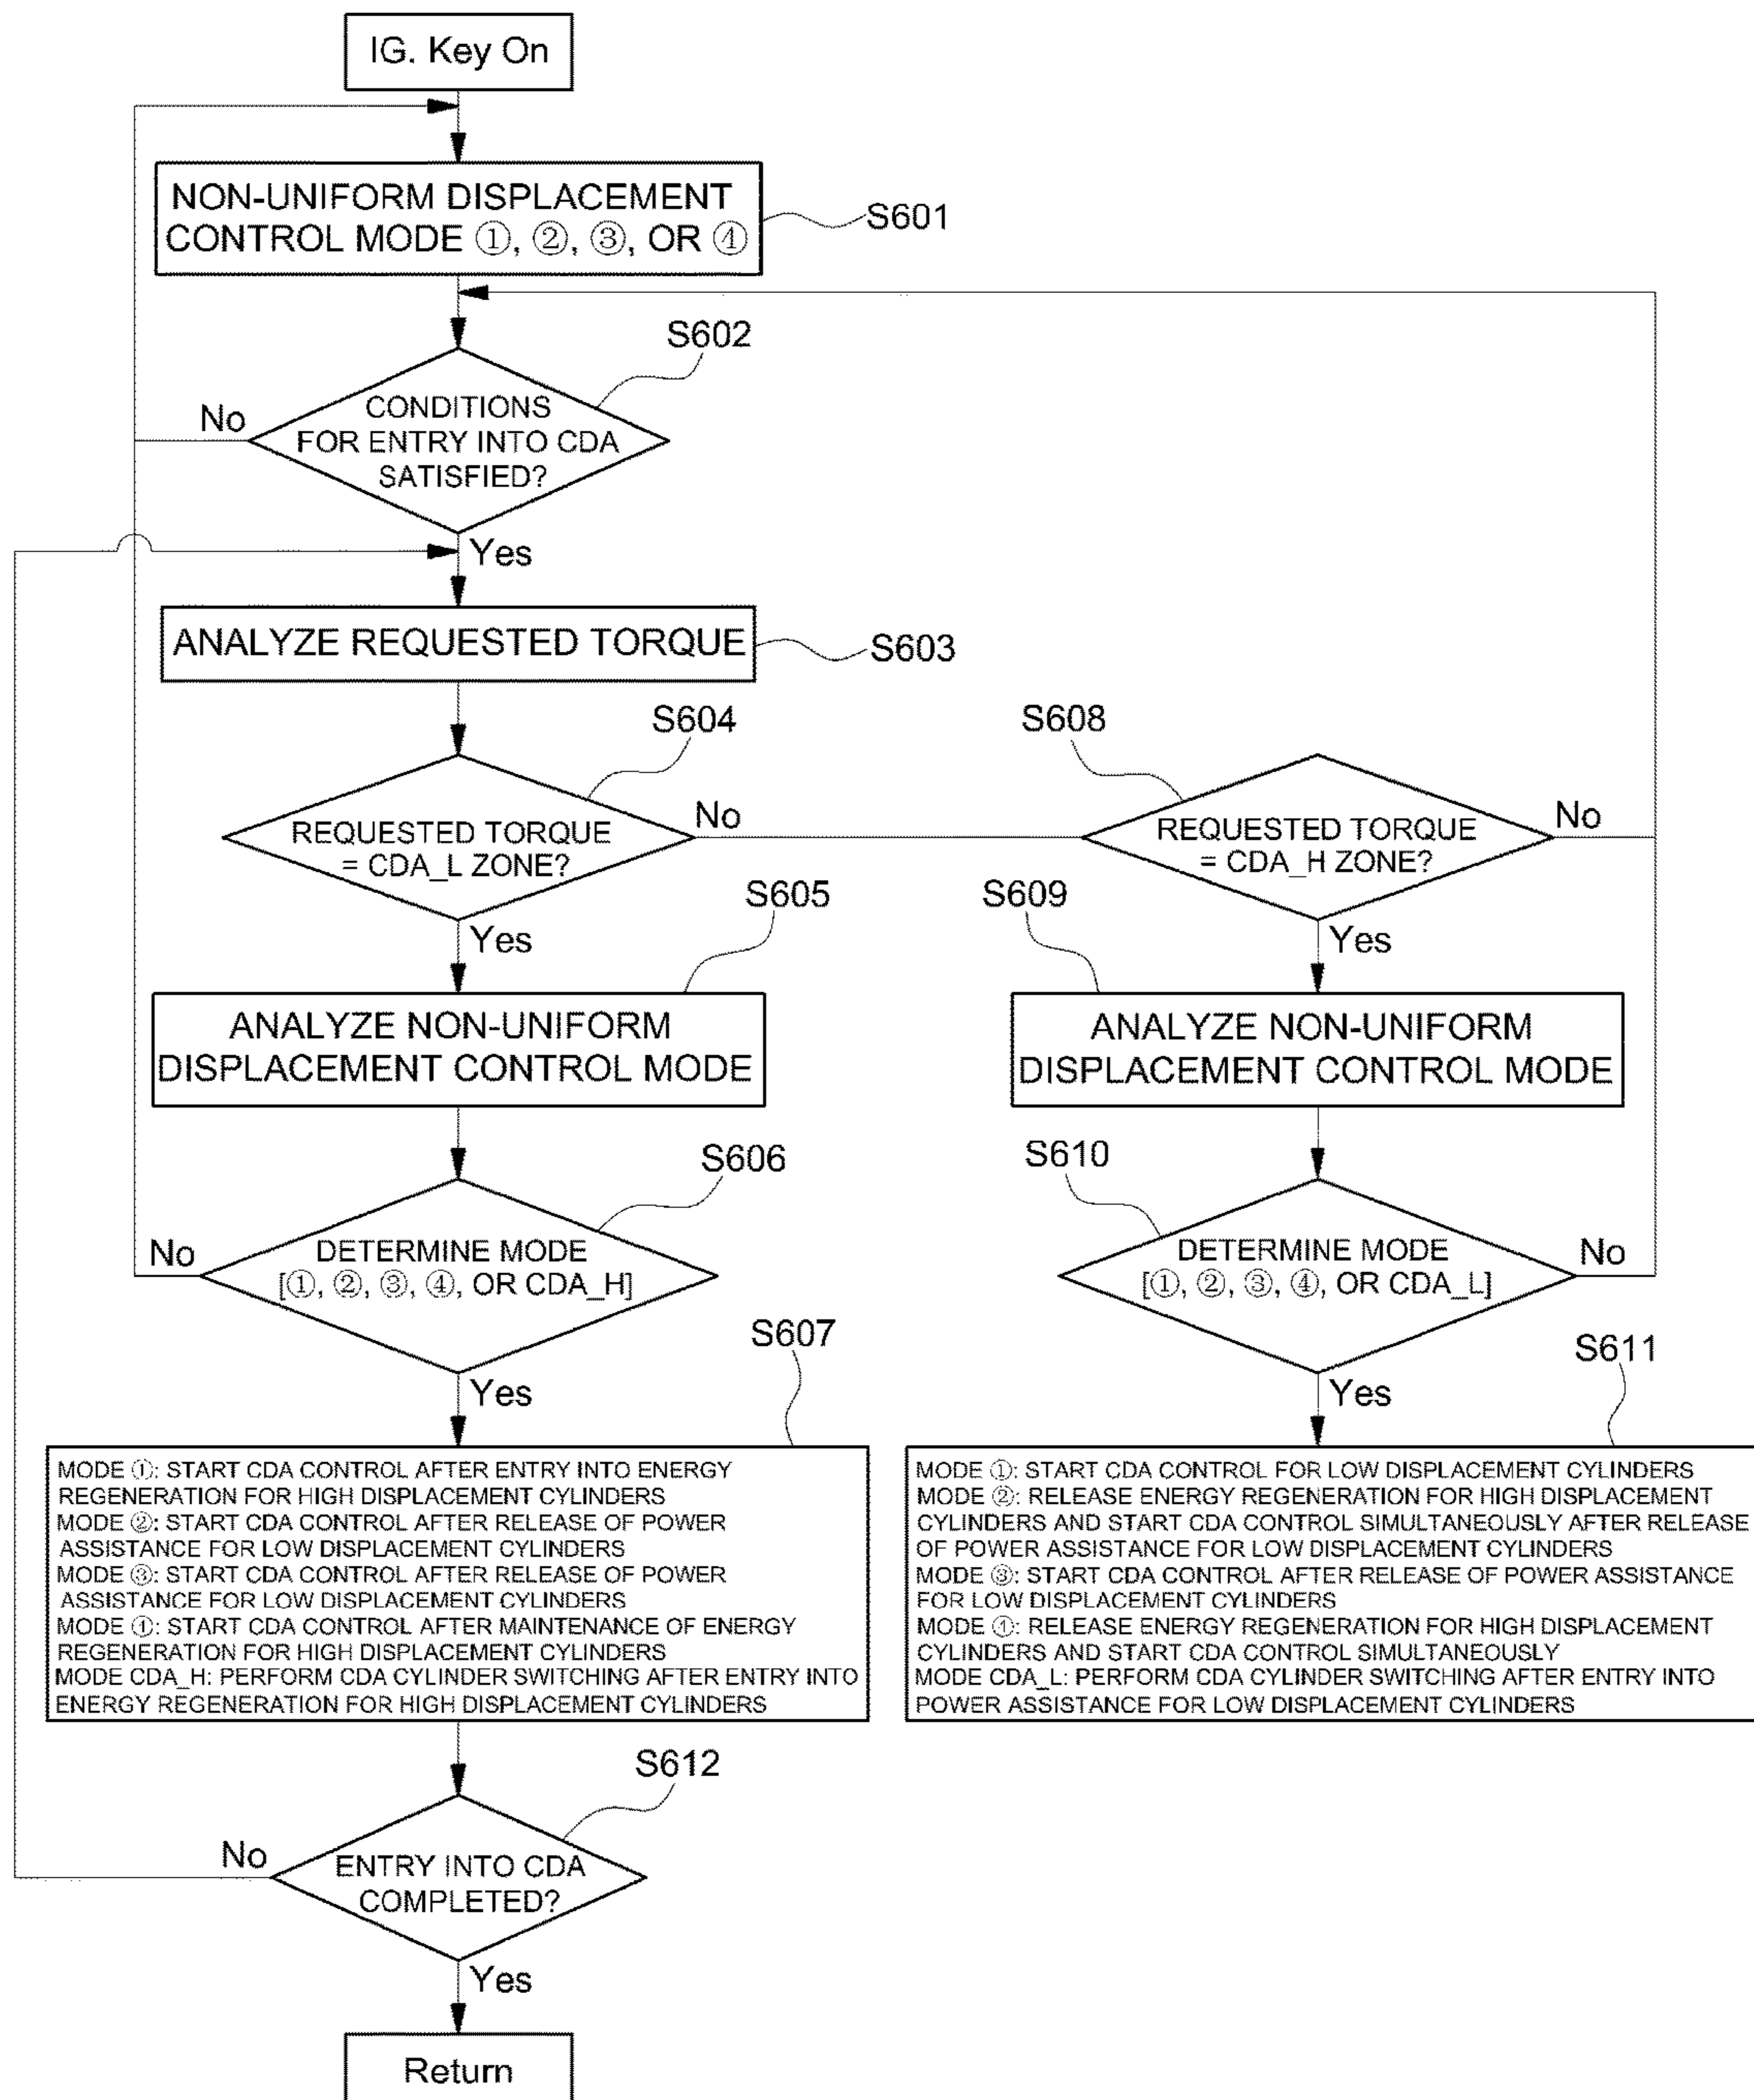 IG. Key On
NON-UNIFORM DISPLACEMENT
CONTROL MODE ①, ②, ③, OR ④
S601
S602
CONDITIONS
FOR ENTRY INTO CDA
SATISFIED?
No
Yes
ANALYZE REQUESTED TORQUE
S603
S604
REQUESTED TORQUE
= CDA_L ZONE?
No
Yes
S608
REQUESTED TORQUE
= CDA_H ZONE?
No
Yes
S605
ANALYZE NON-UNIFORM
DISPLACEMENT CONTROL MODE
S609
ANALYZE NON-UNIFORM
DISPLACEMENT CONTROL MODE
S606
DETERMINE MODE
[①, ②, ③, ④, OR CDA_H]
No
Yes
S610
DETERMINE MODE
[①, ②, ③, ④, OR CDA_L]
No
Yes
S607
MODE ①: START CDA CONTROL AFTER ENTRY INTO ENERGY
REGENERATION FOR HIGH DISPLACEMENT CYLINDERS
MODE ②: START CDA CONTROL AFTER RELEASE OF POWER
ASSISTANCE FOR LOW DISPLACEMENT CYLINDERS
MODE ③: START CDA CONTROL AFTER RELEASE OF POWER
ASSISTANCE FOR LOW DISPLACEMENT CYLINDERS
MODE ④: START CDA CONTROL AFTER MAINTENANCE OF ENERGY
REGENERATION FOR HIGH DISPLACEMENT CYLINDERS
MODE CDA_H: PERFORM CDA CYLINDER SWITCHING AFTER ENTRY INTO
ENERGY REGENERATION FOR HIGH DISPLACEMENT CYLINDERS
S611
MODE ①: START CDA CONTROL FOR LOW DISPLACEMENT CYLINDERS
MODE ②: RELEASE ENERGY REGENERATION FOR HIGH DISPLACEMENT
CYLINDERS AND START CDA CONTROL SIMULTANEOUSLY AFTER RELEASE
OF POWER ASSISTANCE FOR LOW DISPLACEMENT CYLINDERS
MODE ③: START CDA CONTROL AFTER RELEASE OF POWER ASSISTANCE
FOR LOW DISPLACEMENT CYLINDERS
MODE ④: RELEASE ENERGY REGENERATION FOR HIGH DISPLACEMENT
CYLINDERS AND START CDA CONTROL SIMULTANEOUSLY
MODE CDA_L: PERFORM CDA CYLINDER SWITCHING AFTER ENTRY INTO
POWER ASSISTANCE FOR LOW DISPLACEMENT CYLINDERS
S612
ENTRY INTO CDA
COMPLETED?
No
Yes
Return